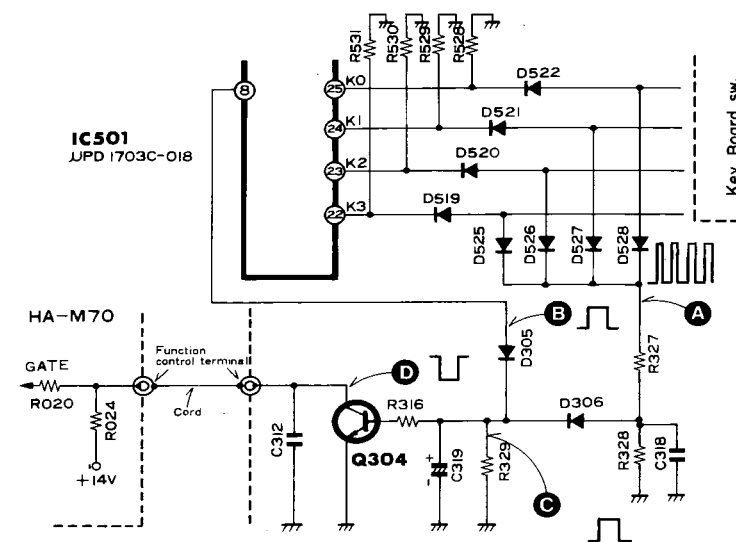 R531
R530
R529
R528
8
25 K0
D522
24 K1
D521
IC501
μPD 1703C-018
23 K2
D520
22 K3
D519
D525
D526
D527
D528
Key Board sw.
HA-M70
B
A
GATE
Function
control terminal
D305
R327
D
R020
R024
Cord
C312
R316
D306
Q304
C319
+
-
R329
R328
C318
+14V
C